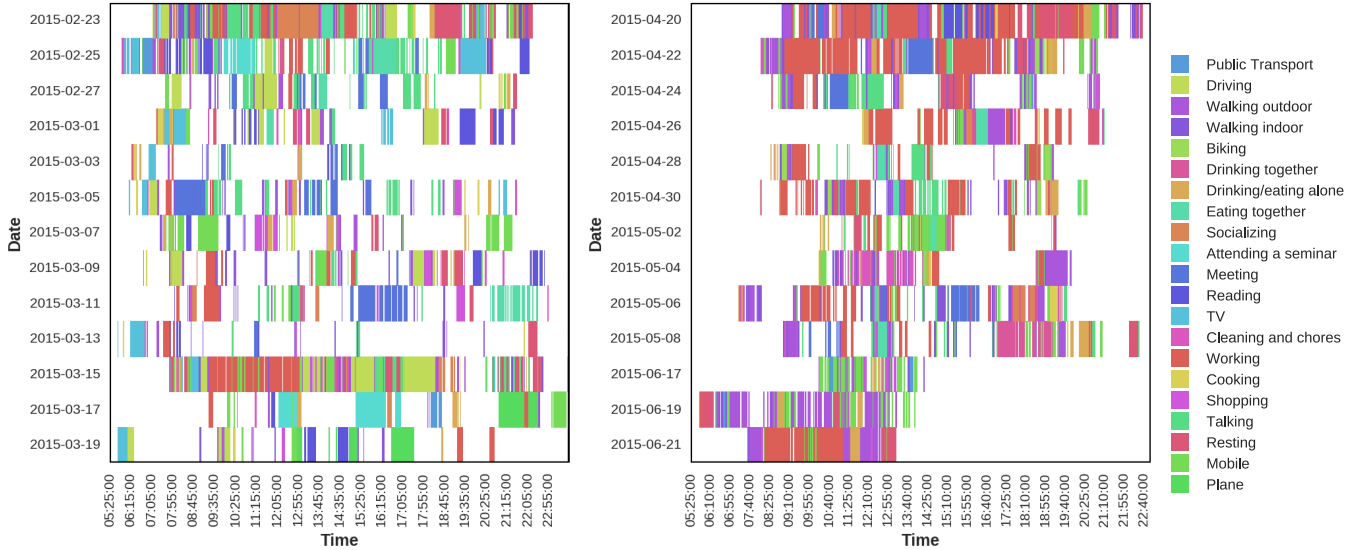 Date
2015-02-23
2015-02-25
2015-02-27
2015-03-01
2015-03-03
2015-03-05
2015-03-07
2015-03-09
2015-03-11
2015-03-13
2015-03-15
2015-03-17
2015-03-19
05:25:00
06:15:00
07:05:00
07:55:00
08:45:00
09:35:00
10:25:00
11:15:00
12:05:00
12:55:00
13:45:00
14:35:00
15:25:00
16:15:00
17:05:00
17:55:00
18:45:00
19:35:00
20:25:00
21:15:00
22:55:00
Time
Date
2015-04-20
2015-04-22
2015-04-24
2015-04-26
2015-04-28
2015-04-30
2015-05-02
2015-05-04
2015-05-06
2015-05-08
2015-06-17
2015-06-19
2015-06-21
05:25:00
06:10:00
06:55:00
07:40:00
08:25:00
09:10:00
09:55:00
10:40:00
11:25:00
12:10:00
12:55:00
13:40:00
14:25:00
15:10:00
15:55:00
16:40:00
17:25:00
18:10:00
18:55:00
19:40:00
20:25:00
21:10:00
21:55:00
22:40:00
Time
Public Transport
Driving
Walking outdoor
Walking indoor
Biking
Drinking together
Drinking/eating alone
Eating together
Socializing
Attending a seminar
Meeting
Reading
TV
Cleaning and chores
Working
Cooking
Shopping
Talking
Resting
Mobile
Plane